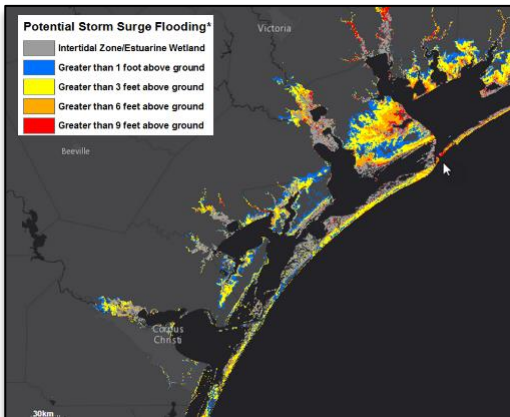 Potential Storm Surge Flooding*
Intertidal Zone/Estuarine Wetland
Greater than 1 foot above ground
Greater than 3 feet above ground
Greater than 6 feet above ground
Greater than 9 feet above ground
Victoria
Beeville
Corpus
Christi
30km